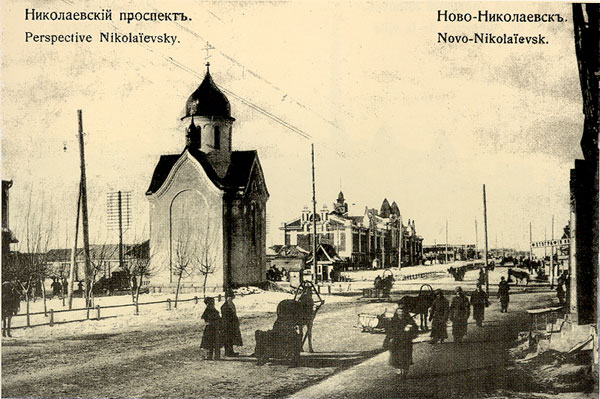 Николаевскій проспектъ.
Perspective Nikolaïevsky.
Ново-Николаевскъ.
Novo-Nikolaïevsk.